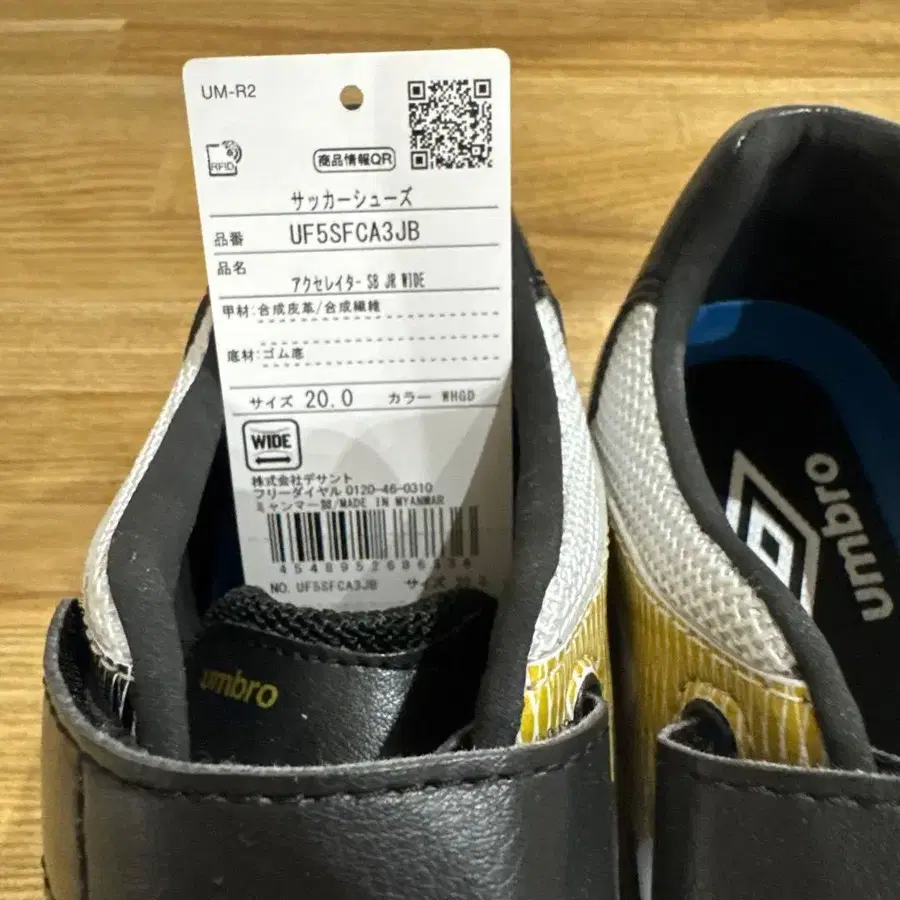 UM-R2
RFID
商品情報QR
サッカーシューズ
品番 UF5SFCA3JB
品名
アクセレイター SB JR WIDE
甲材:合成皮革/合成繊維
底材:ゴム底
サイズ 20.0 カラー WHGD
WIDE
株式会社デサント
フリーダイヤル 0120-46-0310
ミャンマー製/MADE IN MYANMAR
NO. UF5SFCA3JB サイズ
umbro
umbro